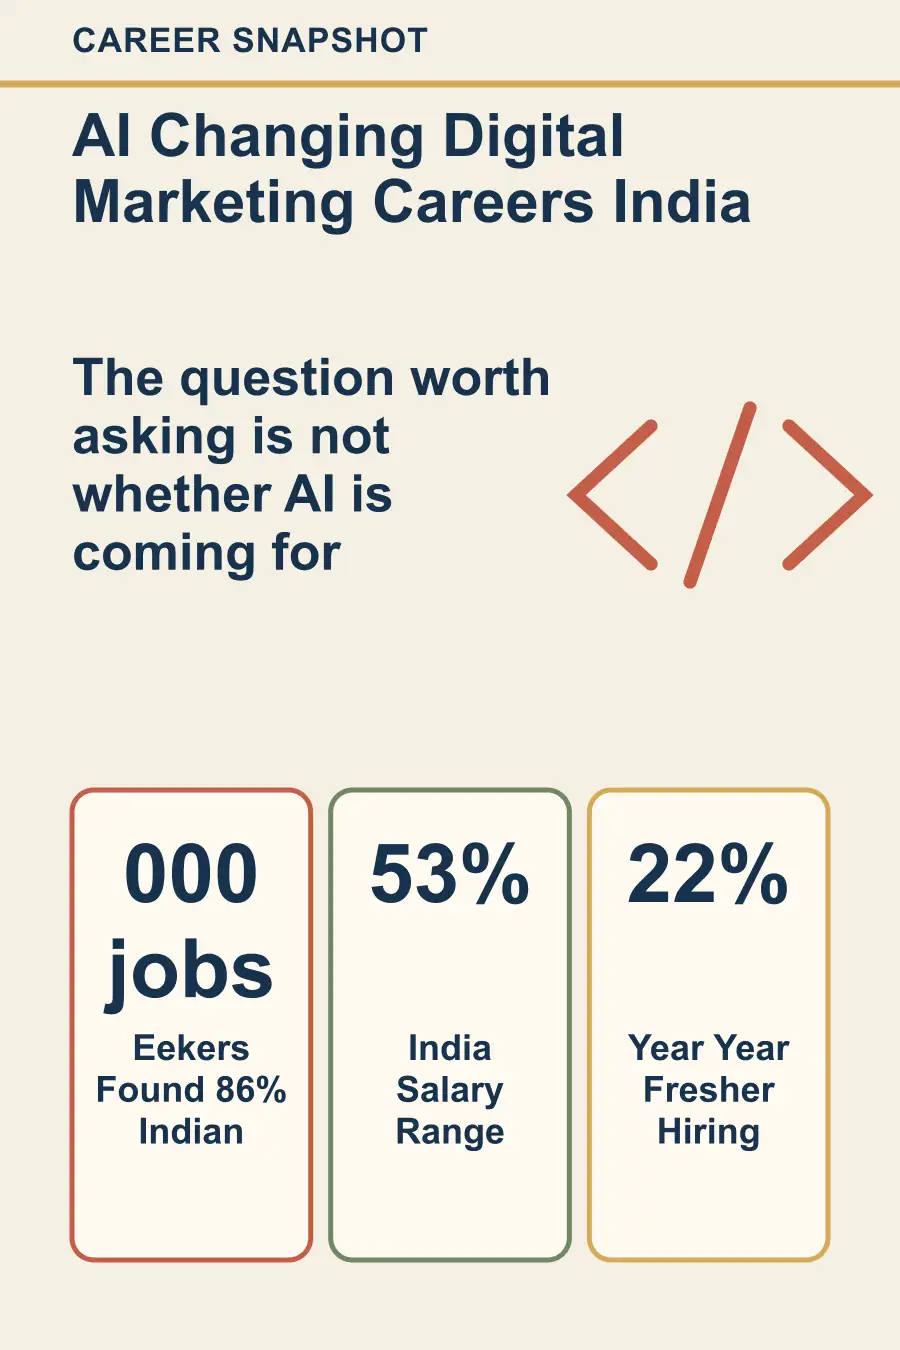 CAREER SNAPSHOT
AI Changing Digital
Marketing Careers India
The question worth
asking is not
whether AI is
coming for
000
jobs
Eekers
Found 86%
Indian
53%
India
Salary
Range
22%
Year Year
Fresher
Hiring